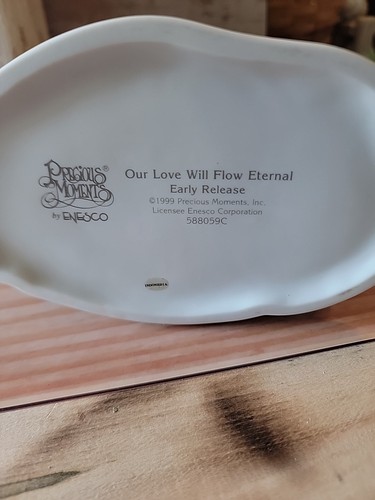 PRECIOUS MOMENTS®
by ENESCO
Our Love Will Flow Eternal
Early Release
©1999 Precious Moments, Inc.
Licensee Enesco Corporation
588059C